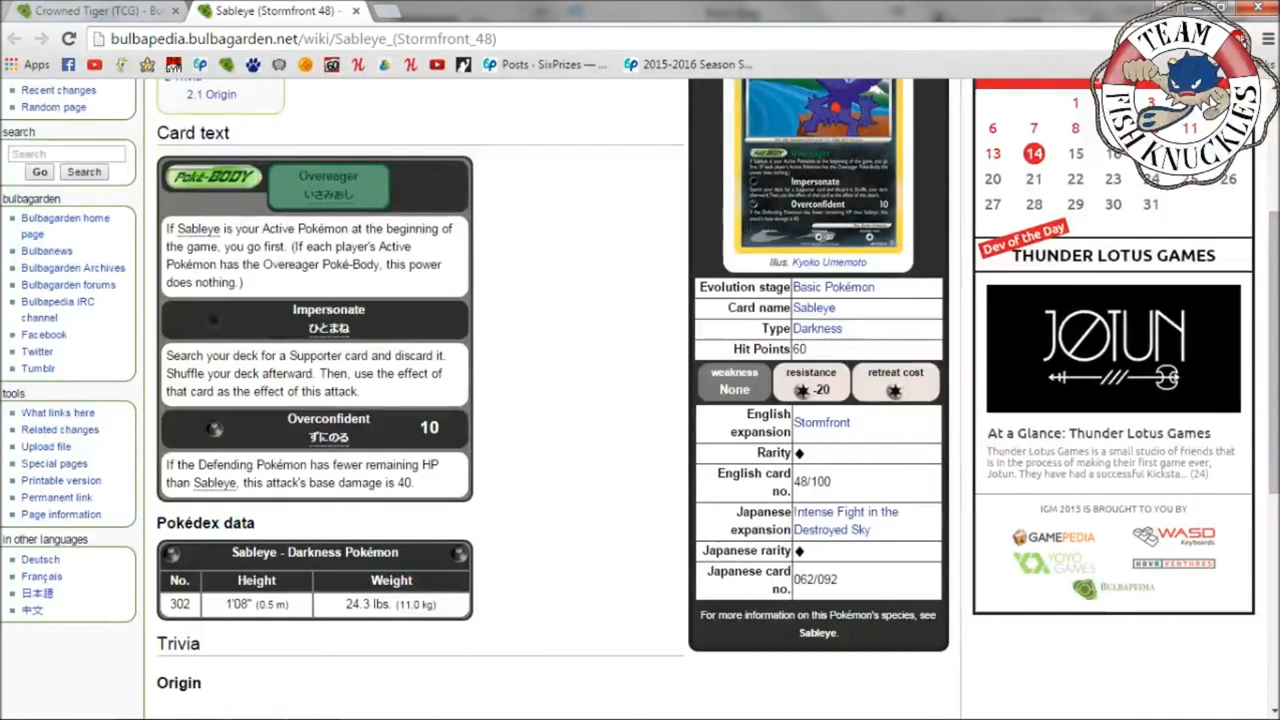 Crowned Tiger (TCG) - Bu
Sableye (Stormfront 48) -
bulbapedia.bulbagarden.net/wiki/Sableye_(Stormfront_48)
Apps
Posts › SixPrizes — ...
2015-2016 Season S...
TEAM
FISH KNUCKLES
Recent changes
Random page
search
Search
Go
Search
bulbagarden
Bulbagarden home
page
Bulbanews
Bulbagarden Archives
Bulbagarden forums
Bulbapedia IRC
channel
Facebook
Twitter
Tumblr
tools
What links here
Related changes
Upload file
Special pages
Printable version
Permanent link
Page information
in other languages
Deutsch
Français
日本語
中文
2.1 Origin
Card text
POKé-BODY
Overeager
いさみあし
If Sableye is your Active Pokémon at the beginning of
the game, you go first. (If each player's Active
Pokémon has the Overeager Poké-Body, this power
does nothing.)
Impersonate
ひとまね
Search your deck for a Supporter card and discard it.
Shuffle your deck afterward. Then, use the effect of
that card as the effect of this attack.
Overconfident
10
ずにのる
If the Defending Pokémon has fewer remaining HP
than Sableye, this attack's base damage is 40.
Pokédex data
Sableye - Darkness Pokémon
No. Height Weight
302 1'08" (0.5 m) 24.3 lbs. (11.0 kg)
Trivia
Origin
Overeager
Impersonate
Overconfident 10
Illus. Kyoko Umemoto
Evolution stage Basic Pokémon
Card name Sableye
Type Darkness
Hit Points 60
weakness resistance retreat cost
None -20
English
expansion
Stormfront
Rarity
English card
no.
48/100
Japanese
expansion
Intense Fight in the
Destroyed Sky
Japanese rarity
Japanese card
no.
062/092
For more information on this Pokémon's species, see
Sableye.
1 3
6 7 8 11
13 14 15
20 21 22 23 24 26
27 28 29 30 31
Dev of the Day
THUNDER LOTUS GAMES
JOTUN
At a Glance: Thunder Lotus Games
Thunder Lotus Games is a small studio of friends that
is in the process of making their first game ever,
Jotun. They have had a successful Kicksta... (24)
IGM 2015 IS BROUGHT TO YOU BY
GAMEPEDIA
WASD
Keyboards
YOYO
GAMES
HAVAVENTURES
BULBAPEDIA